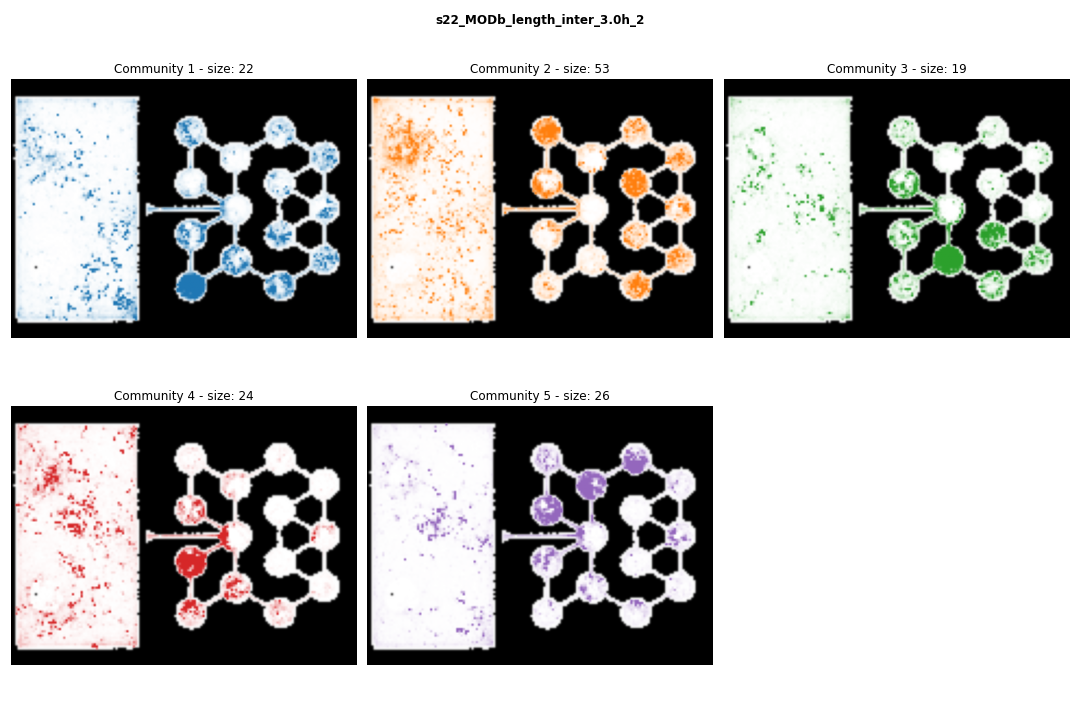 s22_MODb_length_inter_3.0h_2
Community 1 - size: 22
Community 2 - size: 53
Community 3 - size: 19
Community 4 - size: 24
Community 5 - size: 26